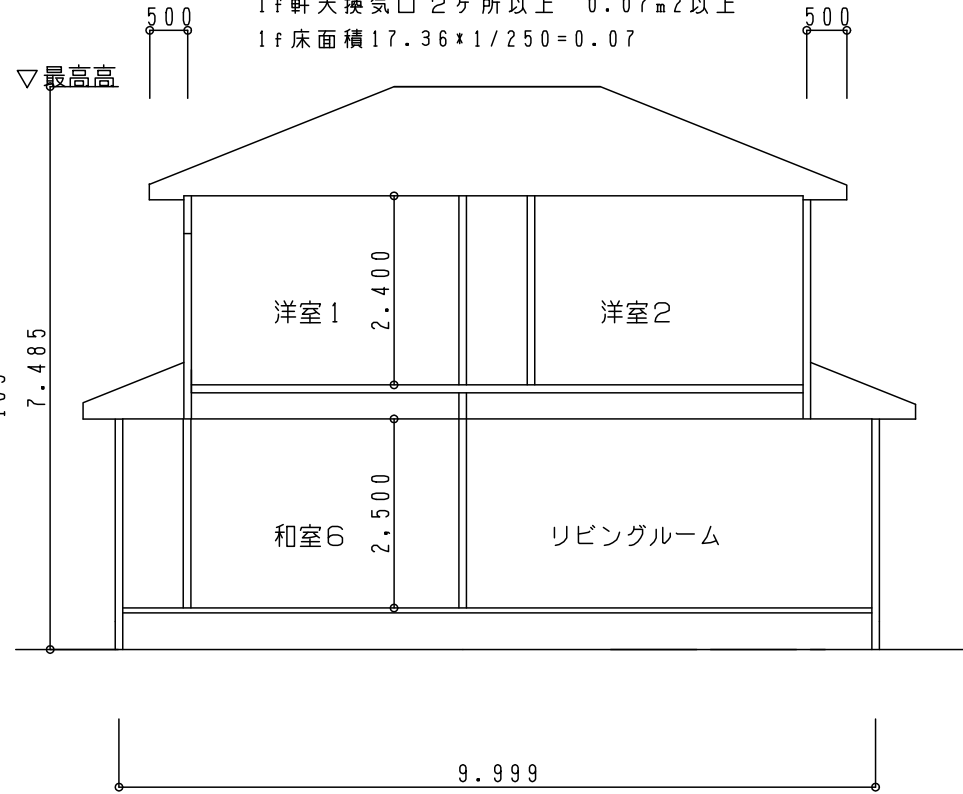 1f軒天換気口 2ヶ所以上 0.07m2以上
500
500
1f床面積17.36*1/250=0.07
▽最高高
2.400
洋室1
洋室2
7.485
2,500
和室6
リビングルーム
9.999